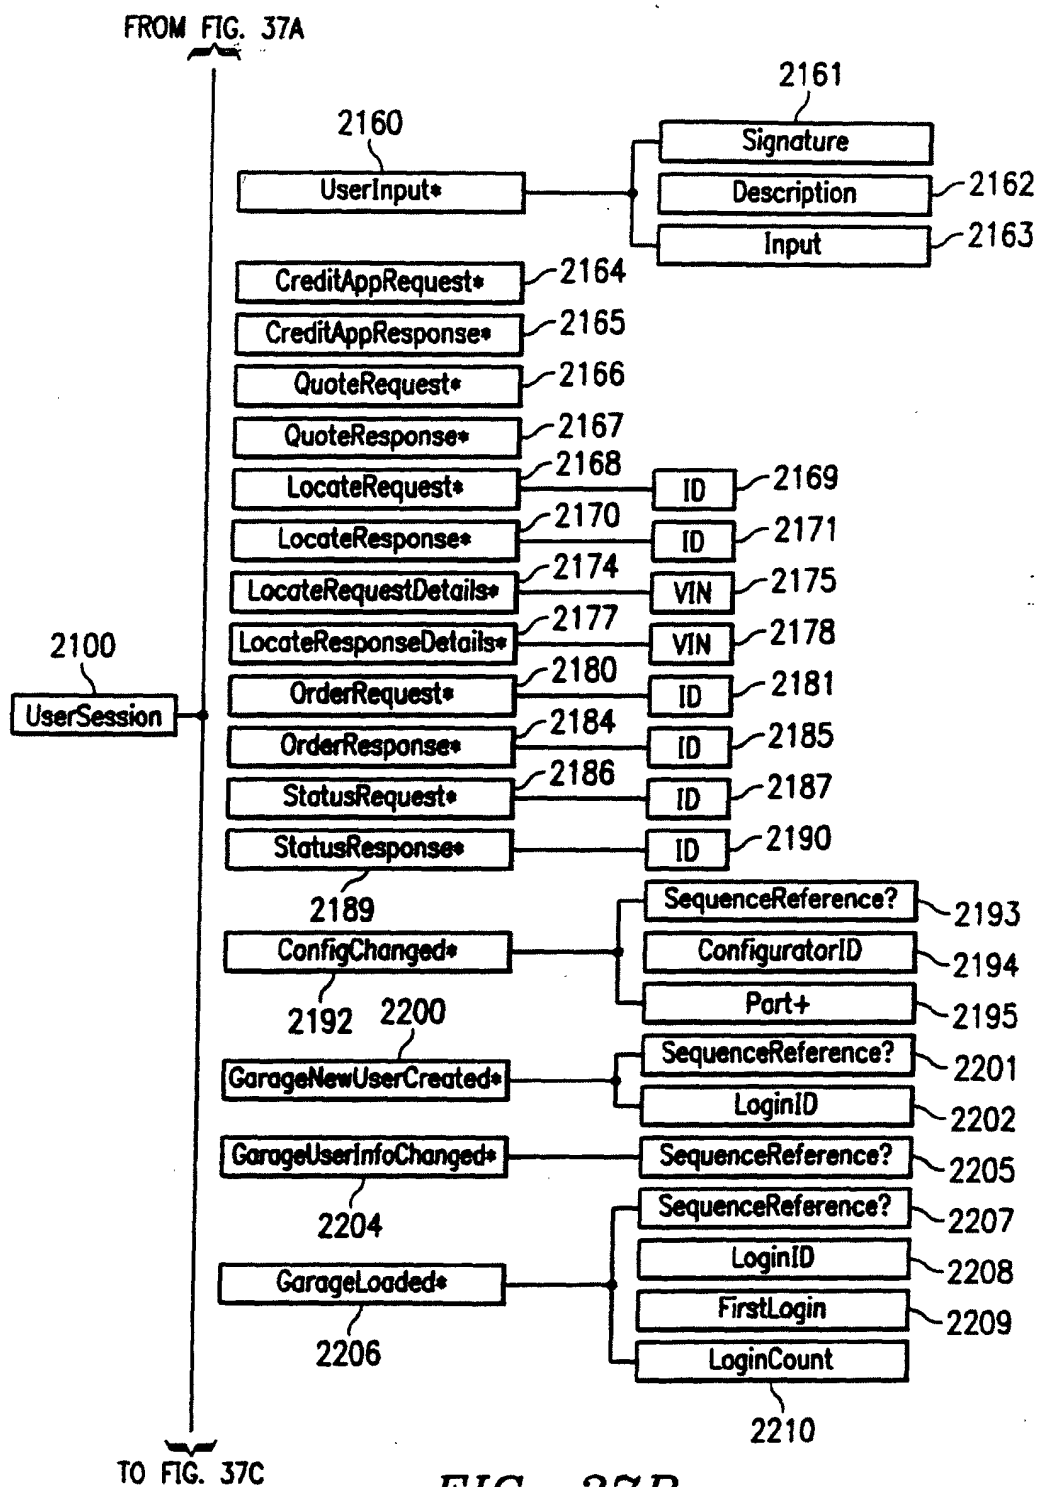 FROM FIG. 37A
2161
2160
Signature
UserInput*
Description
2162
Input
2163
CreditAppRequest*
2164
CreditAppResponse*
2165
QuoteRequest*
2166
QuoteResponse*
2167
LocateRequest*
2168
ID
2169
LocateResponse*
2170
ID
2171
LocateRequestDetails*
2174
VIN
2175
LocateResponseDetails*
2177
VIN
2178
2100
UserSession
OrderRequest*
2180
ID
2181
OrderResponse*
2184
ID
2185
StatusRequest*
2186
ID
2187
StatusResponse*
2189
ID
2190
ConfigChanged*
2192
SequenceReference?
2193
ConfiguratorID
2194
Part+
2195
2200
GarageNewUserCreated*
SequenceReference?
2201
LoginID
2202
GarageUserInfoChanged*
2204
SequenceReference?
2205
GarageLoaded*
2206
SequenceReference?
2207
LoginID
2208
FirstLogin
2209
LoginCount
2210
TO FIG. 37C
FIG. 37B